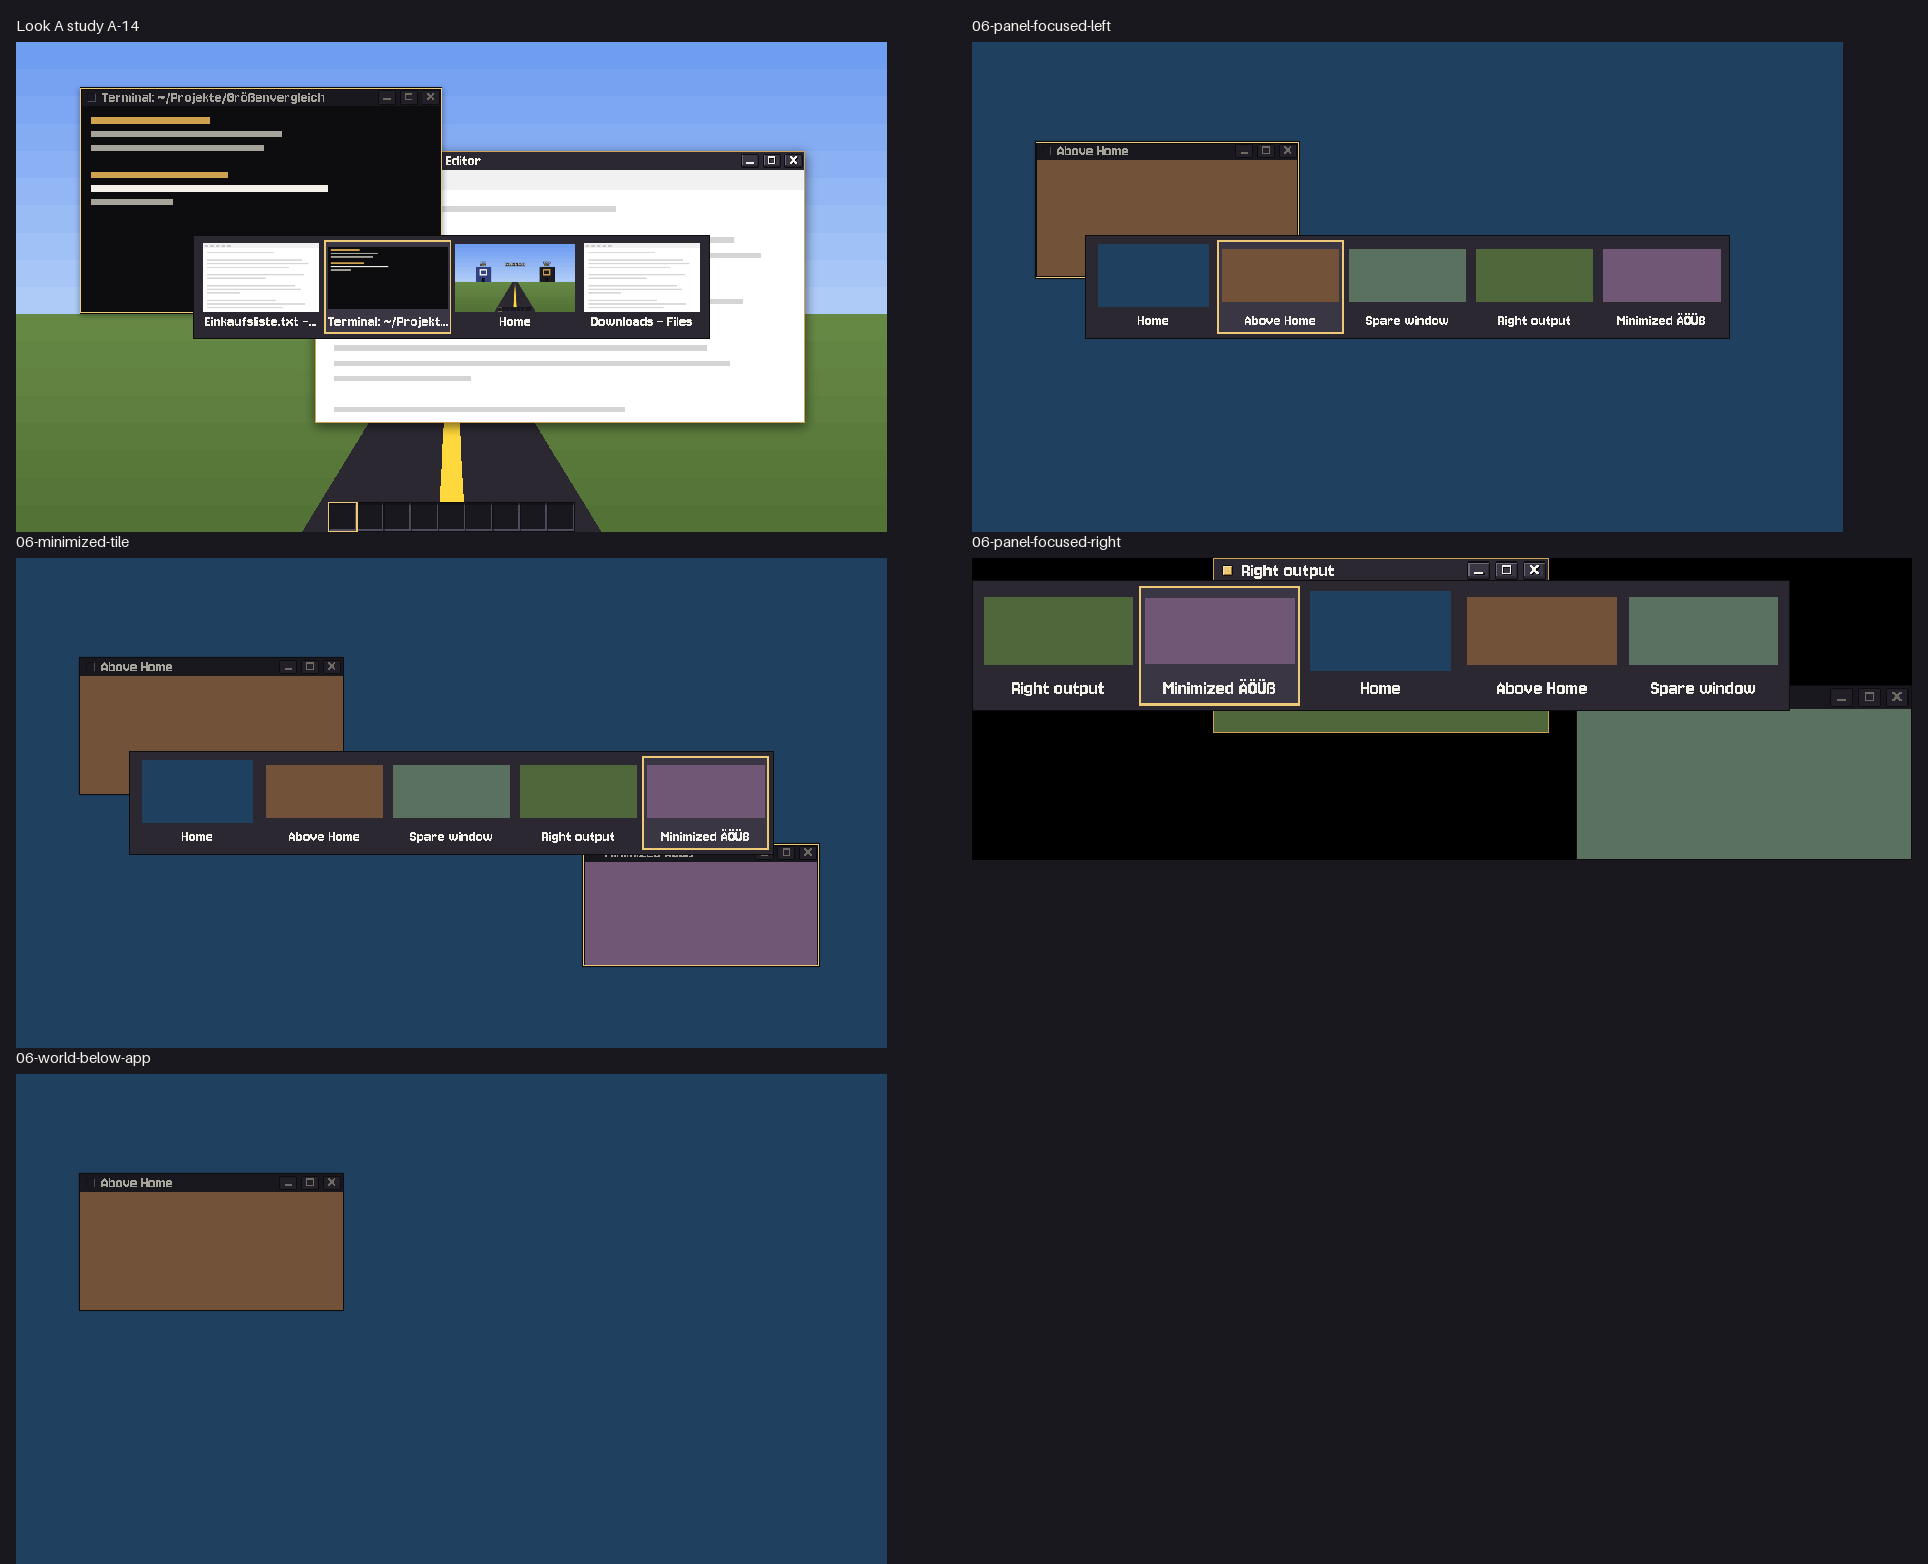 Look A study A-14
Terminal: ~/Projekte/Größenvergleich
Editor
Einkaufsliste.txt –…
Terminal: ~/Projekt…
Home
Downloads – Files
06-panel-focused-left
Above Home
Home
Above Home
Spare window
Right output
Minimized ÄÖÜß
06-minimized-tile
Above Home
Home
Above Home
Spare window
Right output
Minimized ÄÖÜß
06-panel-focused-right
Right output
Right output
Minimized ÄÖÜß
Home
Above Home
Spare window
06-world-below-app
Above Home